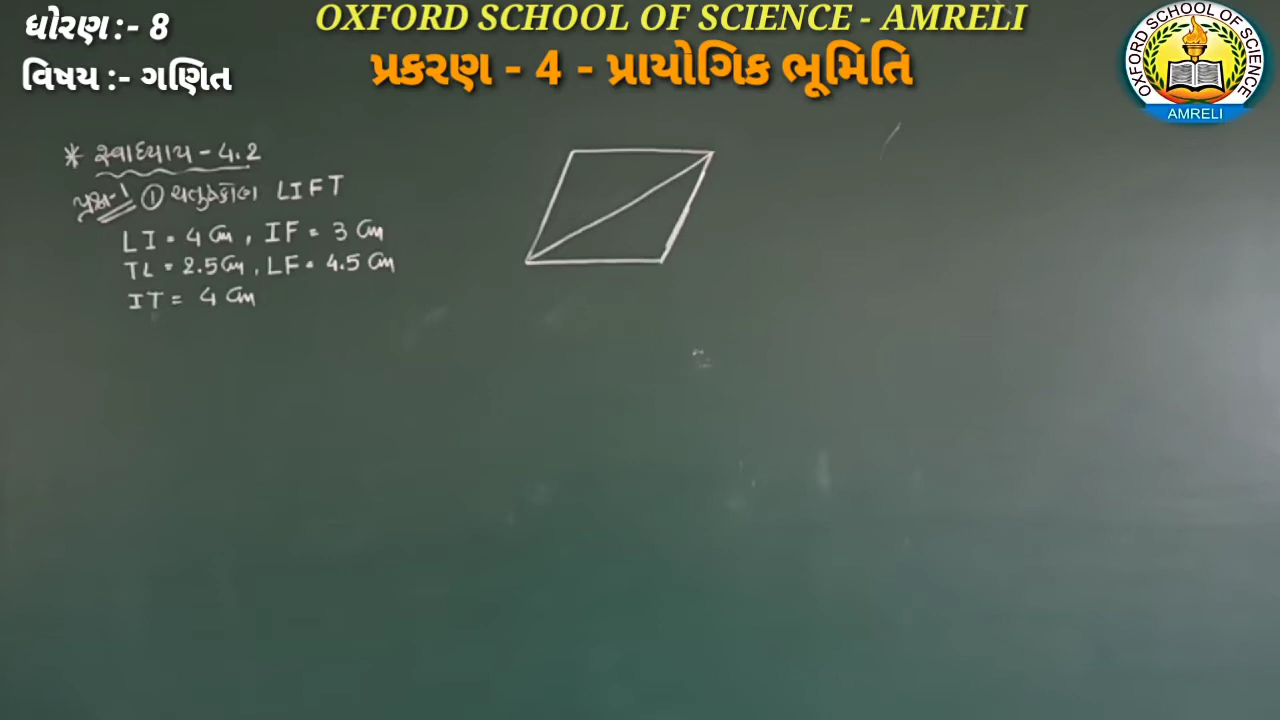 ધોરણ :- 8
OXFORD SCHOOL OF SCIENCE - AMRELI
વિષય :- ગણિત
પ્રકરણ - 4 - પ્રાયોગિક ભૂમિતિ
OXFORD SCHOOL OF SCIENCE
AMRELI
* સ્વાધ્યાય - 4.2
પ્રશ્ન-1 ① ચતુષ્કોણ LIFT
LI = 4 cm, IF = 3 cm
TL = 2.5 cm, LF = 4.5 cm
IT = 4 cm